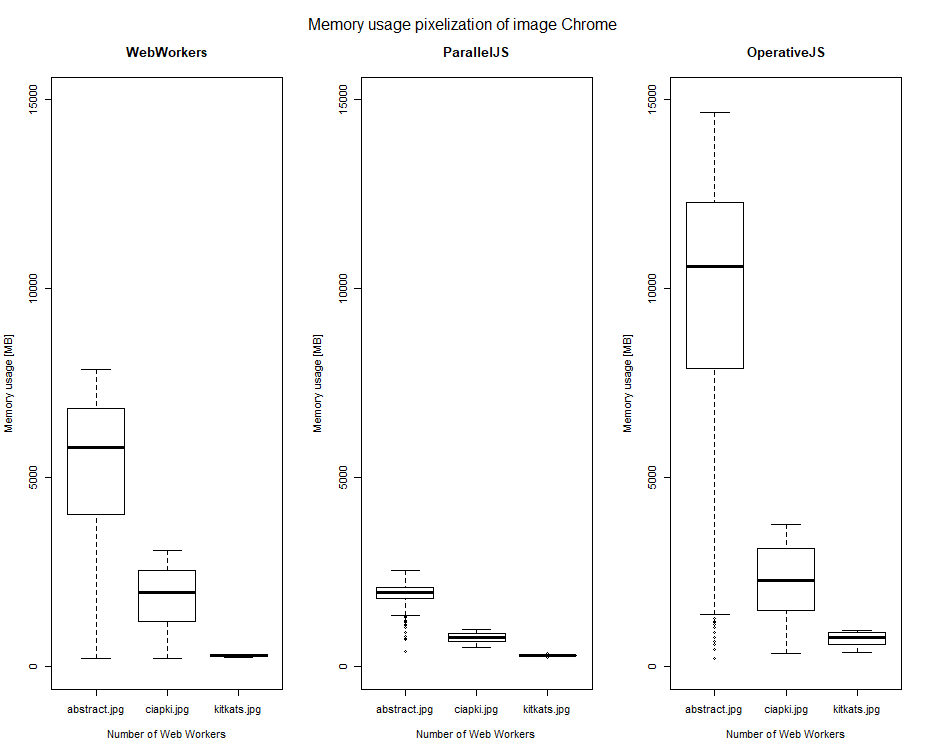 Memory usage pixelization of image Chrome
WebWorkers
Memory usage [MB]
15000
10000
5000
0
abstract.jpg ciapki.jpg kitkats.jpg
Number of Web Workers
ParallelJS
Memory usage [MB]
15000
10000
5000
0
abstract.jpg ciapki.jpg kitkats.jpg
Number of Web Workers
OperativeJS
Memory usage [MB]
15000
10000
5000
0
abstract.jpg ciapki.jpg kitkats.jpg
Number of Web Workers